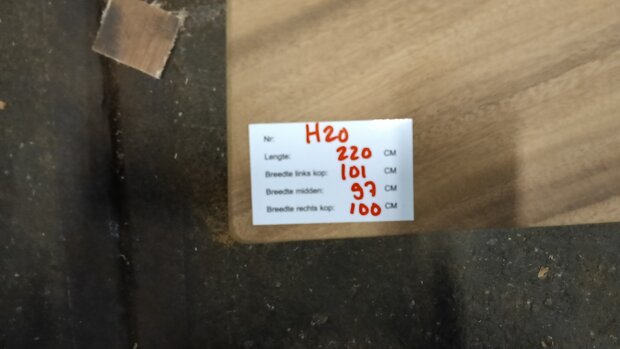 Nr: H20
Lengte: 220 CM
Breedte links kop: 101 CM
Breedte midden: 97 CM
Breedte rechts kop: 100 CM